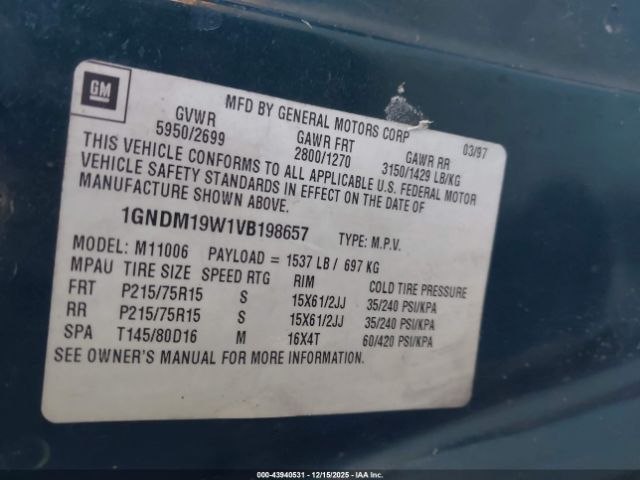 GM
MFD BY GENERAL MOTORS CORP 03/97
GVWR GAWR FRT GAWR RR
5950/2699 2800/1270 3150/1429 LB/KG
THIS VEHICLE CONFORMS TO ALL APPLICABLE U.S. FEDERAL MOTOR
VEHICLE SAFETY STANDARDS IN EFFECT ON THE DATE OF
MANUFACTURE SHOWN ABOVE.
1GNDM19W1VB198657 TYPE: M.P.V.
MODEL: M11006 PAYLOAD = 1537 LB / 697 KG
MPAU TIRE SIZE SPEED RTG RIM COLD TIRE PRESSURE
FRT P215/75R15 S 15X61/2JJ 35/240 PSI/KPA
RR P215/75R15 S 15X61/2JJ 35/240 PSI/KPA
SPA T145/80D16 M 16X4T 60/420 PSI/KPA
SEE OWNER'S MANUAL FOR MORE INFORMATION.
000-43940531 - 12/15/2025 - IAA Inc.